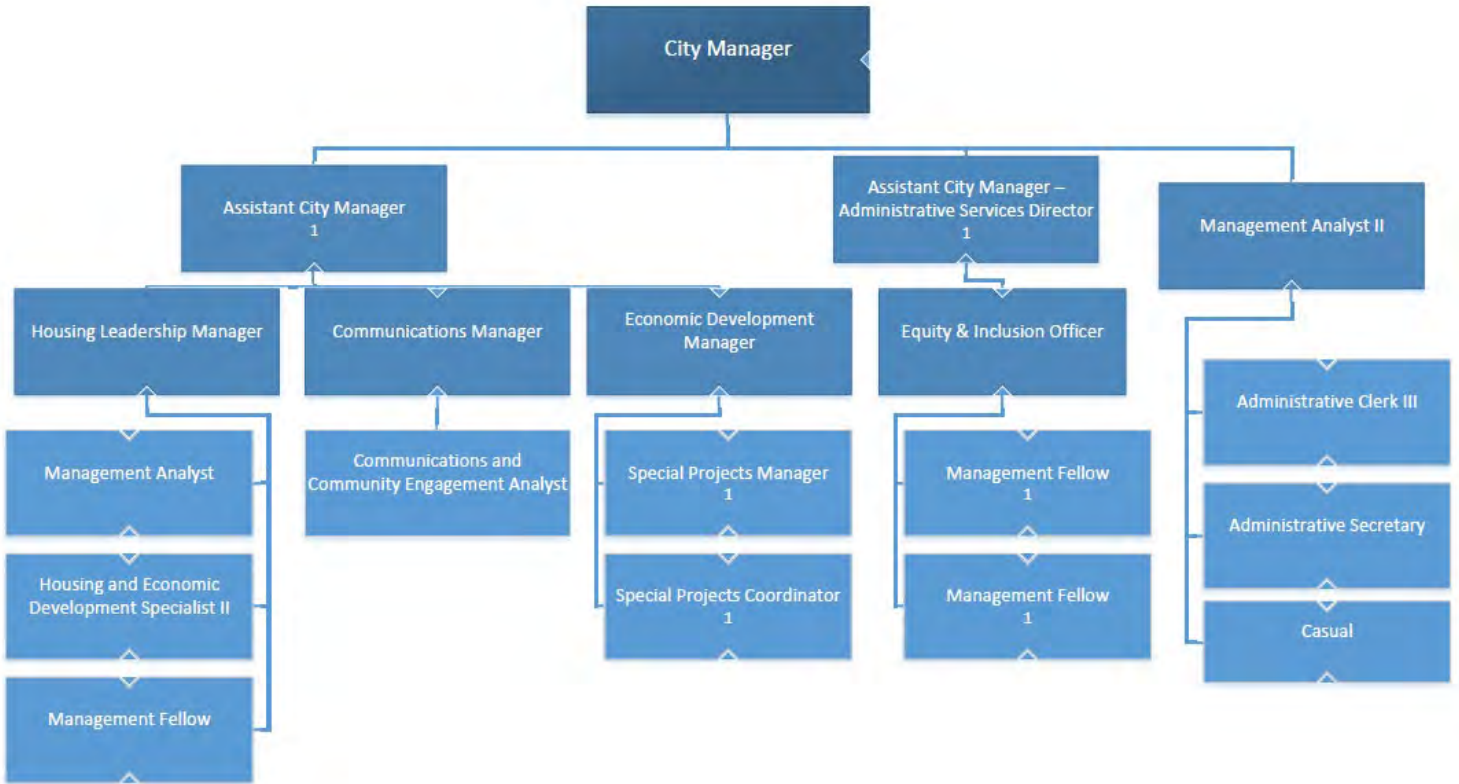 City Manager
Assistant City Manager
1
Assistant City Manager –
Administrative Services Director
1
Management Analyst II
Housing Leadership Manager
Communications Manager
Economic Development
Manager
Equity & Inclusion Officer
Management Analyst
Housing and Economic
Development Specialist II
Management Fellow
Communications and
Community Engagement Analyst
Special Projects Manager
1
Special Projects Coordinator
1
Management Fellow
1
Management Fellow
1
Administrative Clerk III
Administrative Secretary
Casual